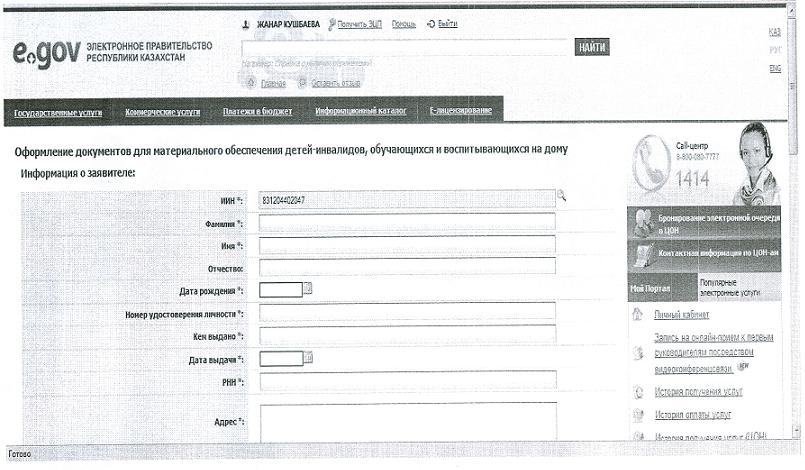 ЖАНАР КУШБАЕВА Получить ЭЦП Помощь Выйти
e.gov ЭЛЕКТРОННОЕ ПРАВИТЕЛЬСТВО
РЕСПУБЛИКИ КАЗАХСТАН
НАЙТИ
ҚАЗ
РУС
ENG
Например: Справка о наличии
Главная Оставить отзыв
Государственные услуги Коммерческие услуги Платежи в бюджет Информационный каталог Е-лицензирование
Оформление документов для материального обеспечения детей-инвалидов, обучающихся и воспитывающихся на дому
Информация о заявителе:
ИИН *: 831204402047
Фамилия *:
Имя *:
Отчество:
Дата рождения *:
Номер удостоверения личности *:
Кем выдано *:
Дата выдачи *:
РНН *:
Адрес *:
Call-центр
8-800-080-7777
1414
Бронирование электронной очереди
в ЦОН
Контактная информация по ЦОН-ам
Мой Портал
Популярные
электронные услуги
Личный кабинет
Запись на онлайн-прием к первым
руководителям посредством
видеоконференцсвязи NEW
История получения услуг
История оплаты услуг
История получения услуг (ЦОН)
Готово